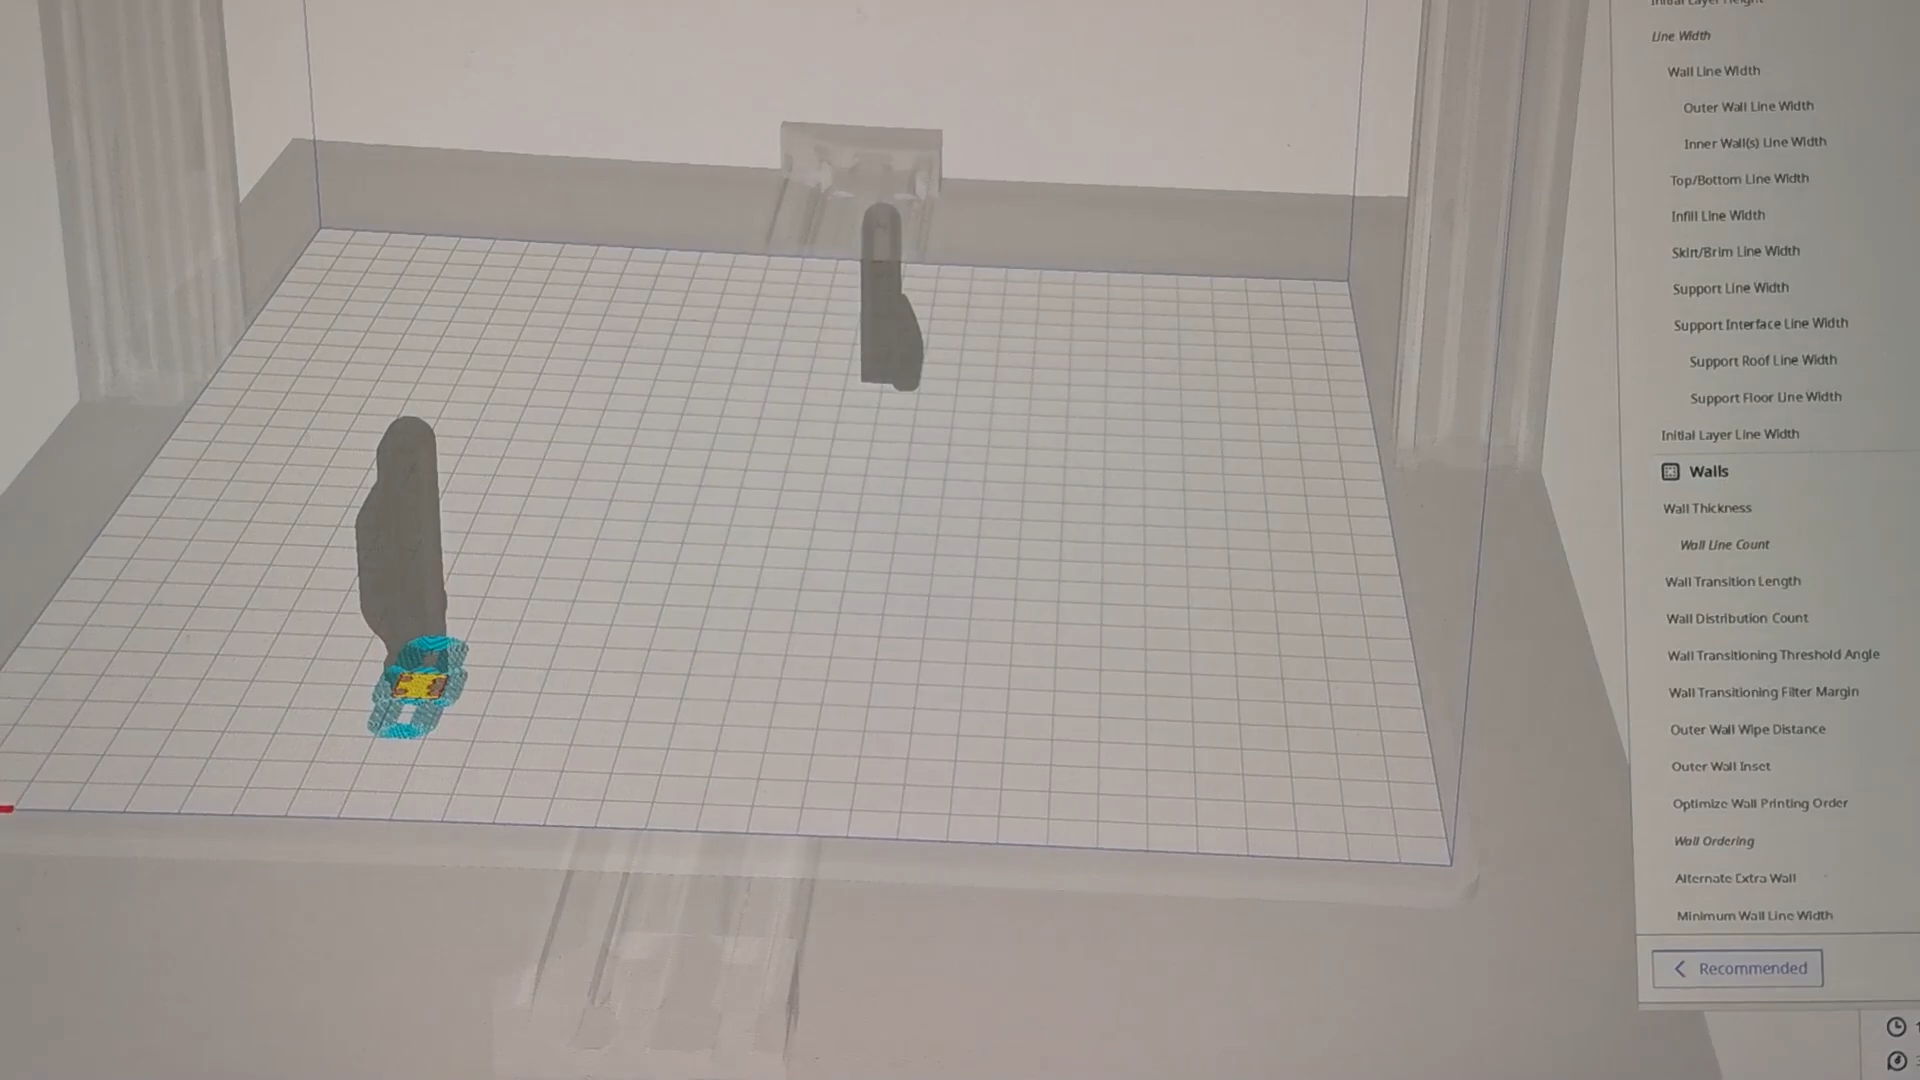 Initial Layer Height
Line Width
Wall Line Width
Outer Wall Line Width
Inner Wall(s) Line Width
Top/Bottom Line Width
Infill Line Width
Skirt/Brim Line Width
Support Line Width
Support Interface Line Width
Support Roof Line Width
Support Floor Line Width
Initial Layer Line Width
Walls
Wall Thickness
Wall Line Count
Wall Transition Length
Wall Distribution Count
Wall Transitioning Threshold Angle
Wall Transitioning Filter Margin
Outer Wall Wipe Distance
Outer Wall Inset
Optimize Wall Printing Order
Wall Ordering
Alternate Extra Wall
Minimum Wall Line Width
Recommended